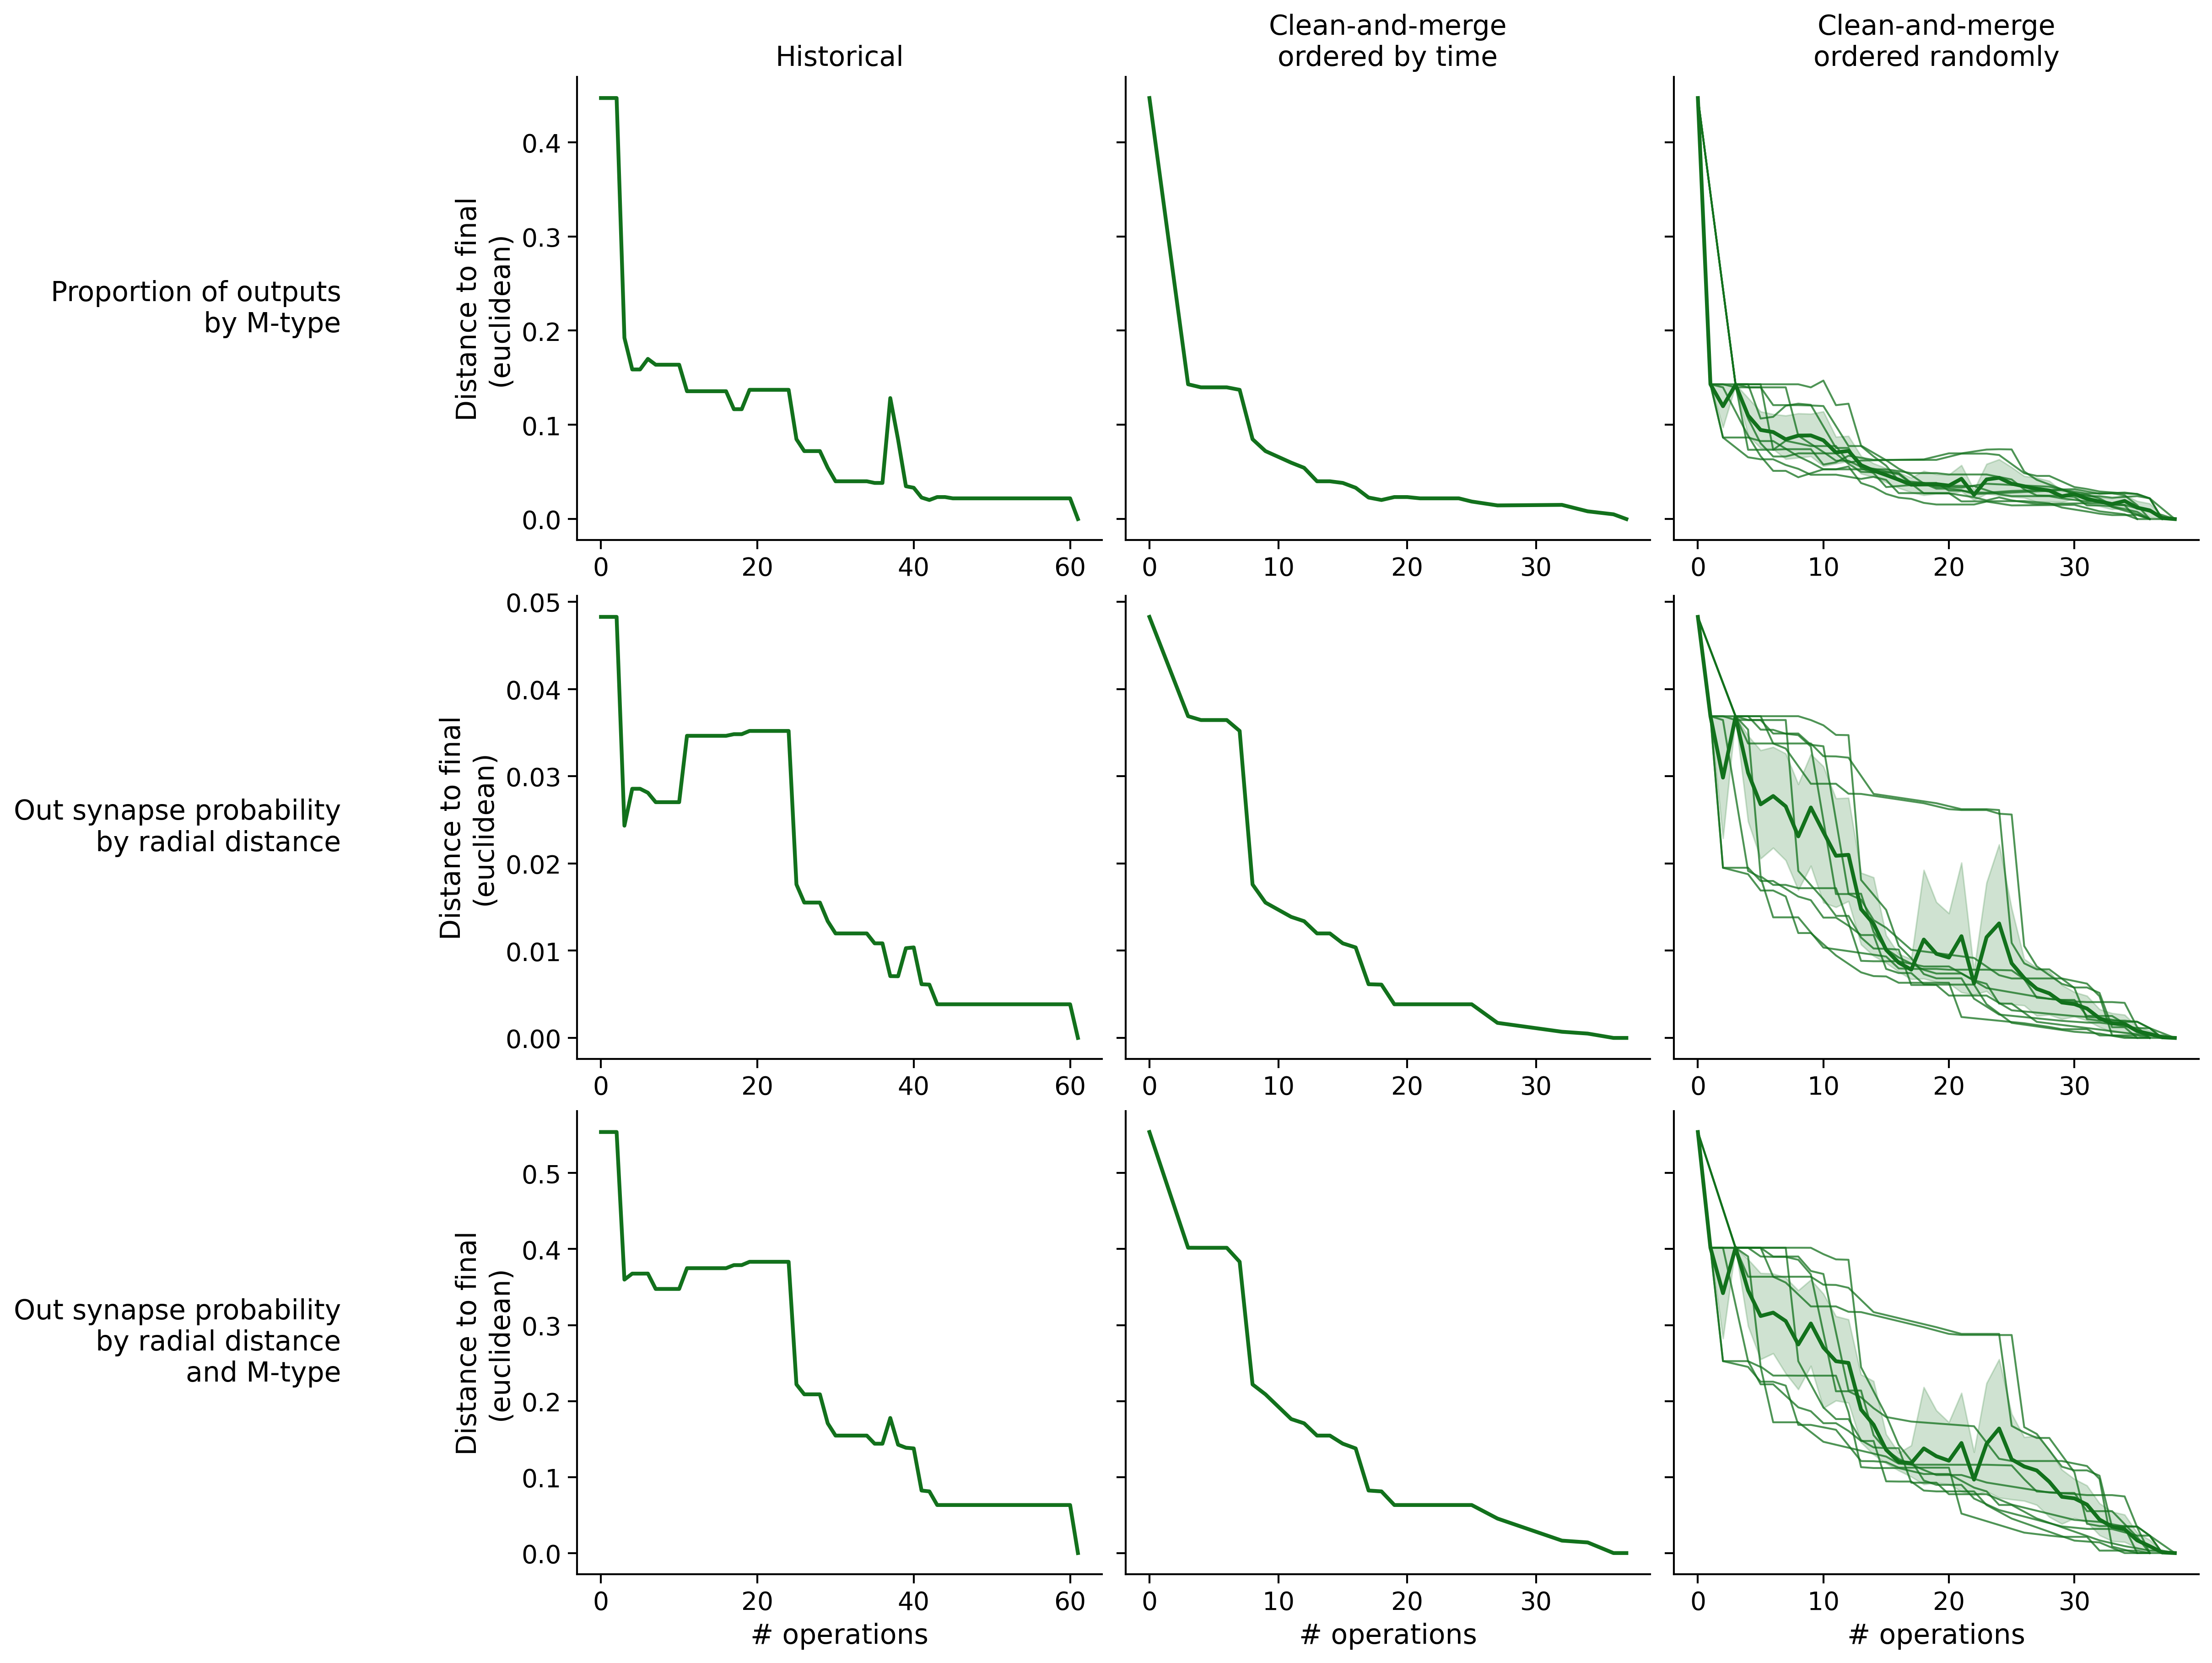 Historical
Clean-and-merge
ordered by time
Clean-and-merge
ordered randomly
Proportion of outputs
by M-type
Distance to final
(euclidean)
0.4
0.3
0.2
0.1
0.0
0 20 40 60
0 10 20 30
0 10 20 30
Out synapse probability
by radial distance
Distance to final
(euclidean)
0.05
0.04
0.03
0.02
0.01
0.00
0 20 40 60
0 10 20 30
0 10 20 30
Out synapse probability
by radial distance
and M-type
Distance to final
(euclidean)
0.5
0.4
0.3
0.2
0.1
0.0
0 20 40 60
0 10 20 30
0 10 20 30
# operations
# operations
# operations